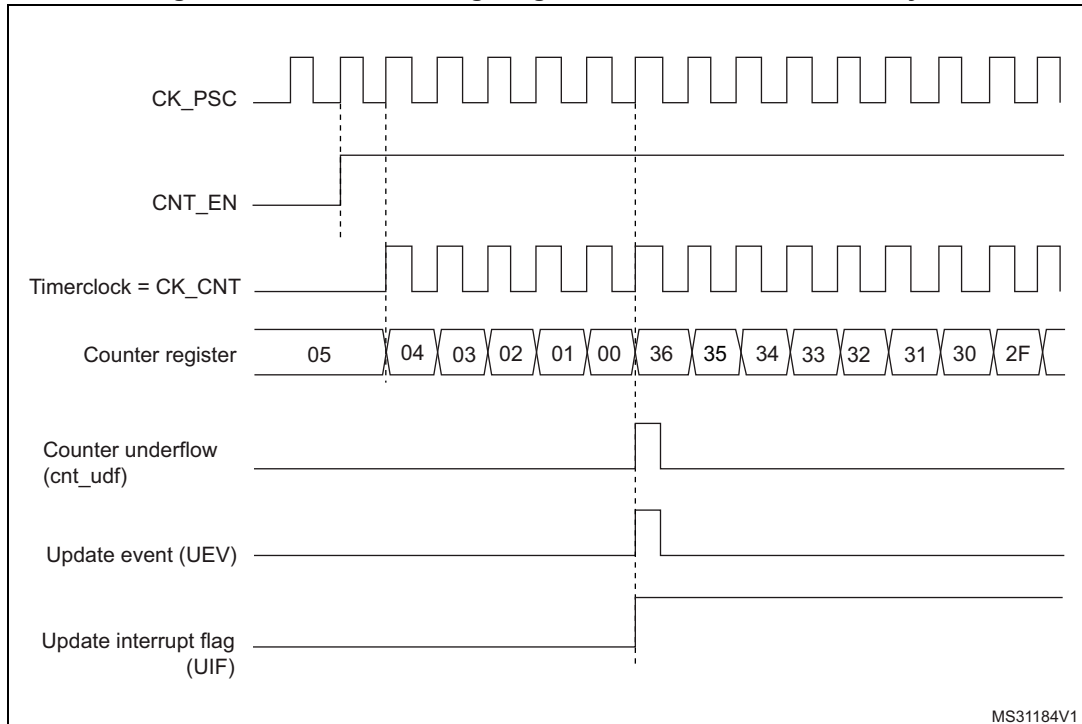 CK_PSC
CNT_EN
Timerclock = CK_CNT
Counter register 05 04 03 02 01 00 36 35 34 33 32 31 30 2F
Counter underflow
(cnt_udf)
Update event (UEV)
Update interrupt flag
(UIF)
MS31184V1